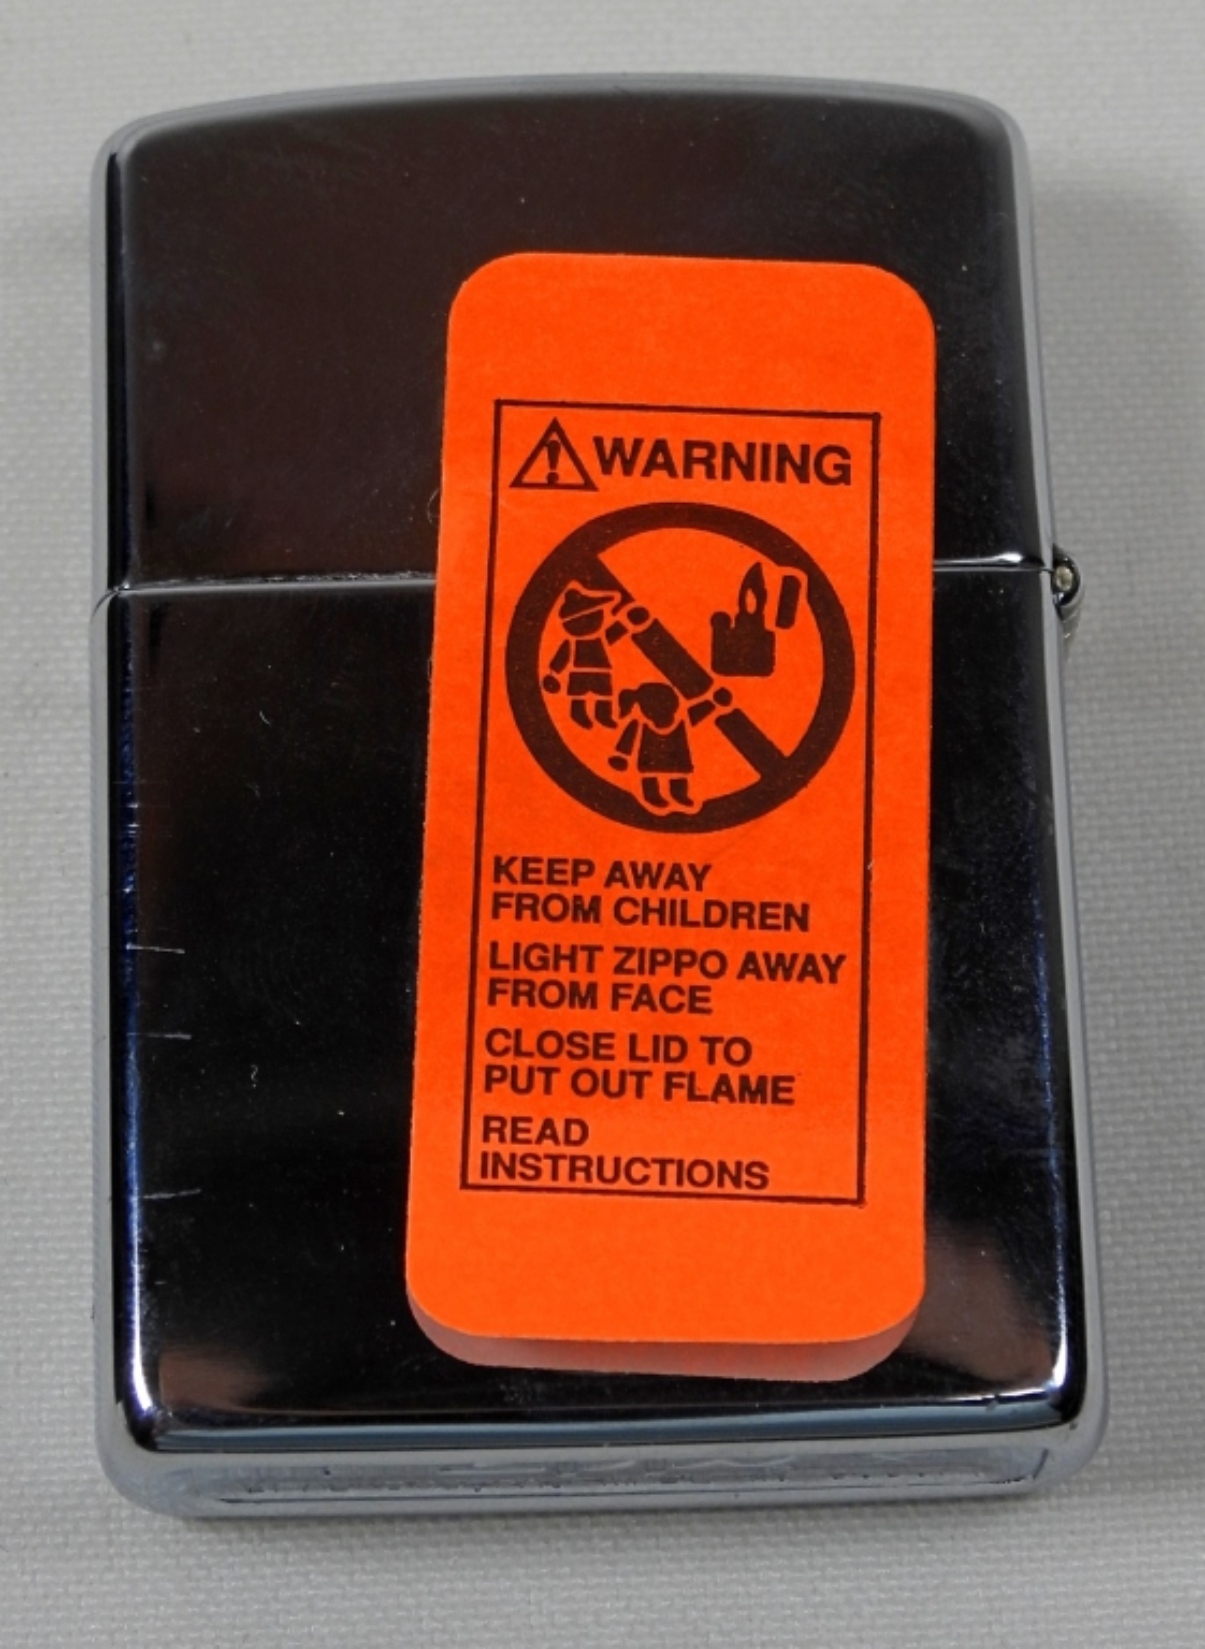 WARNING
KEEP AWAY
FROM CHILDREN
LIGHT ZIPPO AWAY
FROM FACE
CLOSE LID TO
PUT OUT FLAME
READ
INSTRUCTIONS